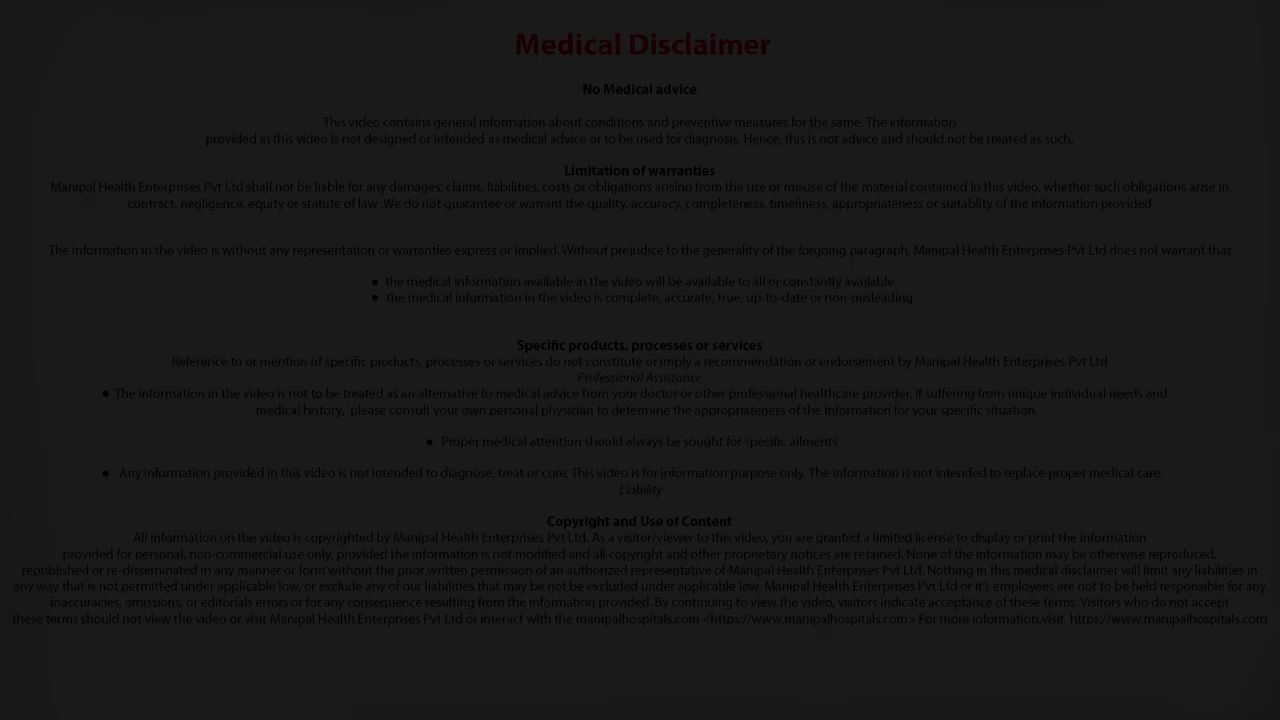 Medical Disclaimer
No Medical advice
This video contains general information about conditions and preventive measures for the same. The information
provided in this video is not designed or intended as medical advice or to be used for diagnosis. Hence, this is not advice and should not be treated as such.
Limitation of warranties
Manipal Health Enterprises Pvt Ltd shall not be liable for any damages, claims, liabilities, costs or obligations arising from the use or misuse of the material contained in this video, whether such obligations arise in
contract, negligence, equity or statute of law .We do not guarantee or warrant the quality, accuracy, completeness, timeliness, appropriateness or suitablity of the information provided
The information in the video is without any representation or warranties express or implied. Without prejudice to the generality of the forgoing paragraph, Manipal Health Enterprises Pvt Ltd does not warrant that
● the medical information available in the video will be available to all or constantly available
● the medical information in the video is complete, accurate, true, up-to-date or non-misleading
Specific products, processes or services
Reference to or mention of specific products, processes or services do not constitute or imply a recommendation or endorsement by Manipal Health Enterprises Pvt Ltd
Professional Assistance
● The information in the video is not to be treated as an alternative to medical advice from your doctor or other professional healthcare provider. If suffering from unique individual needs and
medical history, please consult your own personal physician to determine the appropriateness of the information for your specific situation.
● Proper medical attention should always be sought for specific ailments
● Any information provided in this video is not intended to diagnose, treat or cure. This video is for information purpose only. The information is not intended to replace proper medical care.
Liability
Copyright and Use of Content
All information on the video is copyrighted by Manipal Health Enterprises Pvt Ltd. As a visitor/viewer to this video, you are granted a limited license to display or print the information
provided for personal, non-commercial use only, provided the information is not modified and all copyright and other proprietary notices are retained. None of the information may be otherwise reproduced,
republished or re-disseminated in any manner or form without the prior written permission of an authorized representative of Manipal Health Enterprises Pvt Ltd. Nothing in this medical disclaimer will limit any liabilities in
any way that is not permitted under applicable low, or exclude any of our liabilities that may be not be excluded under applicable low. Manipal Health Enterprises Pvt Ltd or it's employees are not to be held responsible for any
inaccuracies, omissions, or editorials errors or for any consequence resulting from the information provided. By continuing to view the video, visitors indicate acceptance of these terms. Visitors who do not accept
these terms should not view the video or visit Manipal Health Enterprises Pvt Ltd or interact with the manipalhospitals.com <https://www.manipalhospitals.com> For more information.visit https://www.manipalhospitals.com